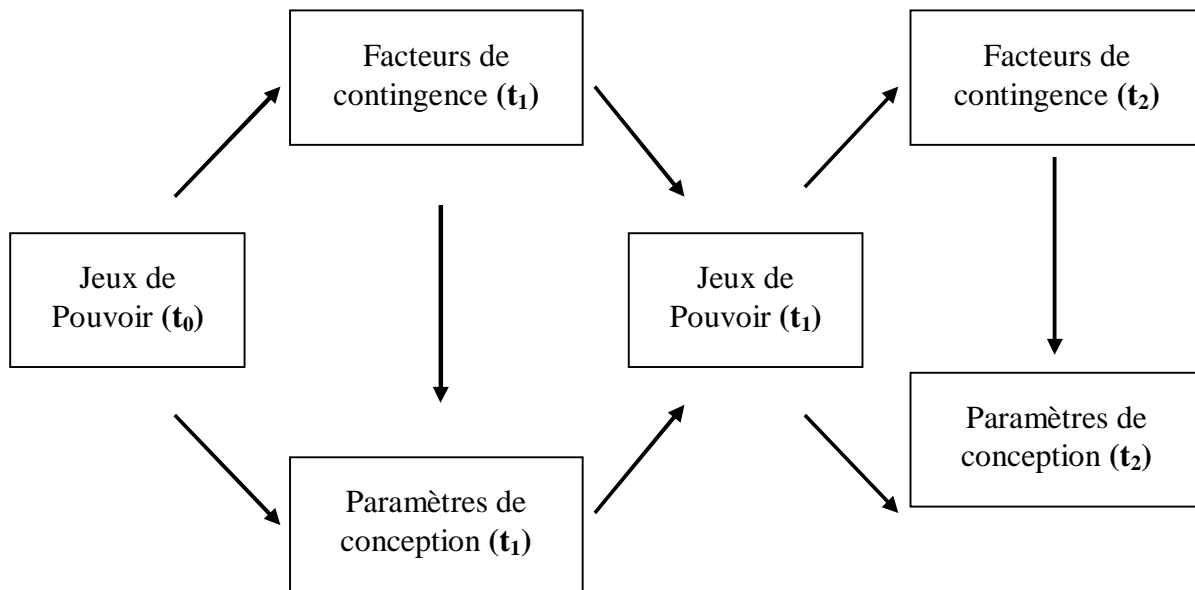 Facteurs de
contingence (t₁)
Facteurs de
contingence (t₂)
Jeux de
Pouvoir (t₀)
Jeux de
Pouvoir (t₁)
Paramètres de
conception (t₂)
Paramètres de
conception (t₁)